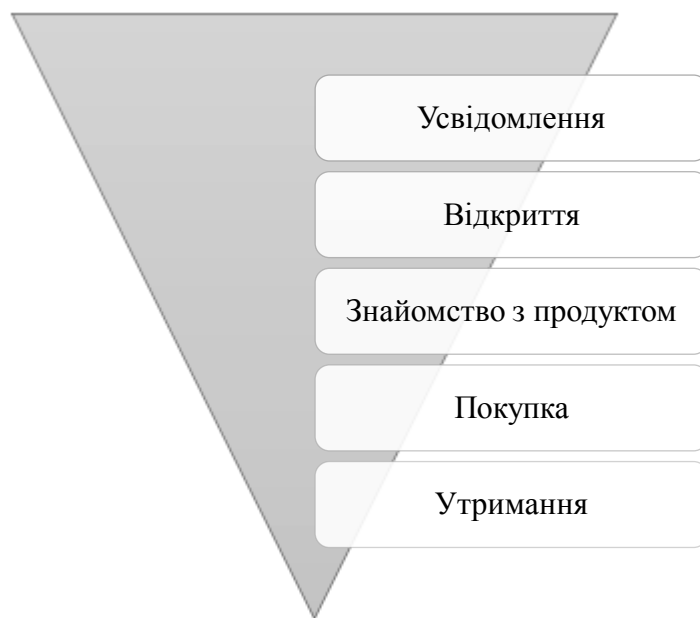 Усвідомлення
Відкриття
Знайомство з продуктом
Покупка
Утримання